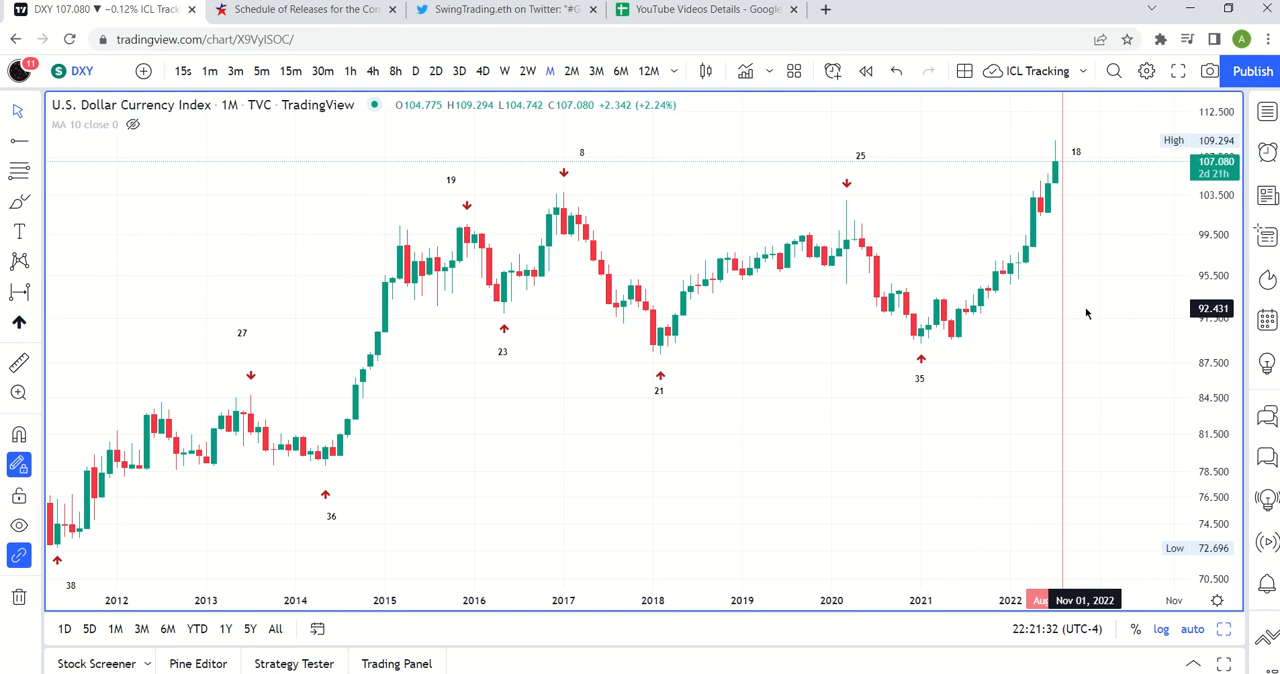 DXY 107.080 ▼ −0.12% ICL Track
Schedule of Releases for the Con
SwingTrading.eth on Twitter: "#G
YouTube Videos Details - Google
tradingview.com/chart/X9VyISOC/
A
11
$ DXY
15s 1m 3m 5m 15m 30m 1h 4h 8h D 2D 3D 4D W 2W M 2M 3M 6M 12M
ICL Tracking
Publish
U.S. Dollar Currency Index · 1M · TVC · TradingView
O104.775 H109.294 L104.742 C107.080 +2.342 (+2.24%)
MA 10 close 0
112.500
High 109.294
107.080
2d 21h
103.500
99.500
95.500
92.431
91.500
87.500
84.500
81.500
78.500
76.500
74.500
Low 72.696
70.500
8
25
18
19
27
23
21
35
36
38
2012 2013 2014 2015 2016 2017 2018 2019 2020 2021 2022 Aug Nov 01, 2022 Nov
1D 5D 1M 3M 6M YTD 1Y 5Y All
22:21:32 (UTC-4) % log auto
Stock Screener Pine Editor Strategy Tester Trading Panel